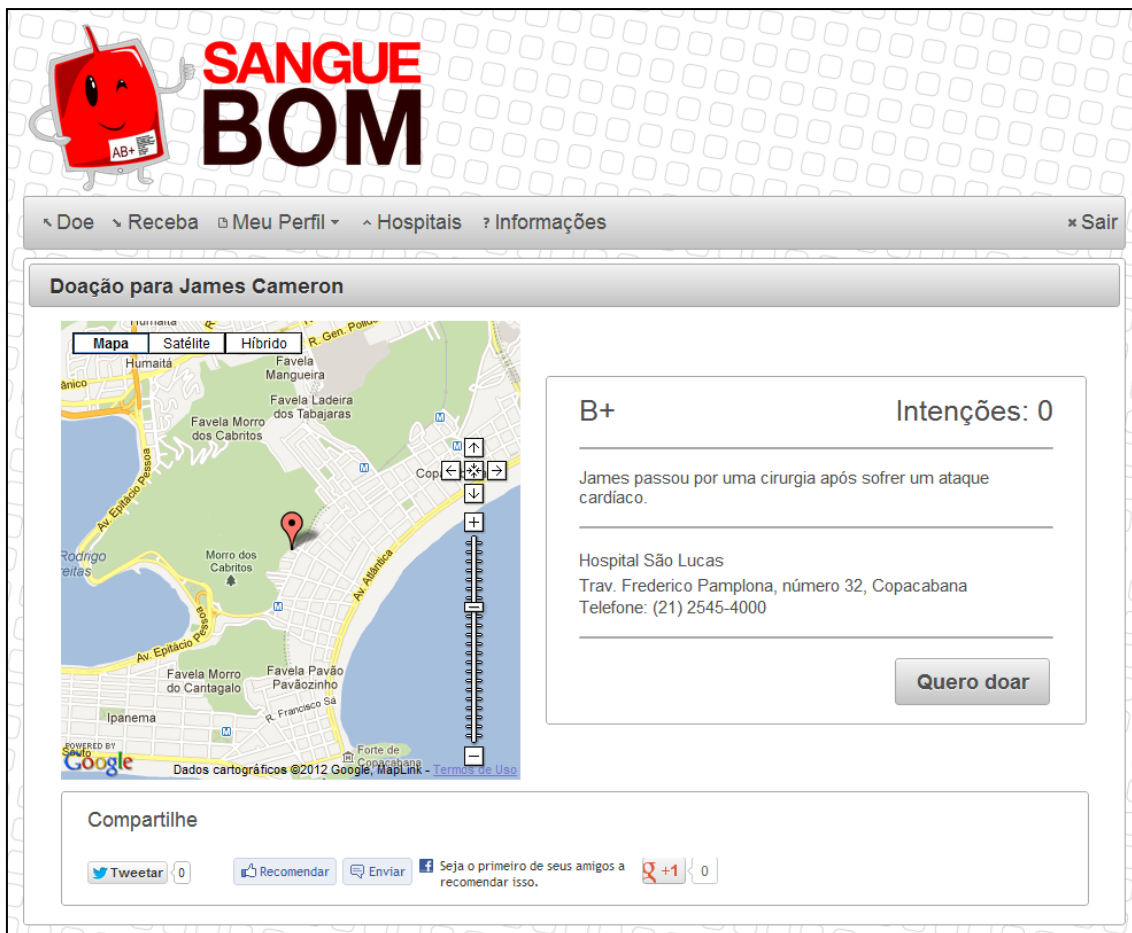 SANGUE
BOM
AB+
Doe Receba Meu Perfil Hospitais ? Informações
Sair
Doação para James Cameron
Humaitá
R. Gen. Polid
Mapa Satélite Híbrido
Humaitá
ânico
Favela
Mangueira
Favela Ladeira
dos Tabajaras
Favela Morro
dos Cabritos
M
M
M
Av. Epitácio Pessoa
Rodrigo
reitas
Morro dos
Cabritos
Av. Atlântica
M
Av. Epitácio Pessoa
Favela Morro
do Cantagalo
Favela Pavão
Pavãozinho
R. Francisco Sá
Ipanema
M
Forte de
Copacabana
POWERED BY
Google
Dados cartográficos ©2012 Google, MapLink - Termos de Uso
B+ Intenções: 0
James passou por uma cirurgia após sofrer um ataque
cardíaco.
Hospital São Lucas
Trav. Frederico Pamplona, número 32, Copacabana
Telefone: (21) 2545-4000
Quero doar
Compartilhe
Tweetar 0
Recomendar Enviar
Seja o primeiro de seus amigos a
recomendar isso.
g +1 0